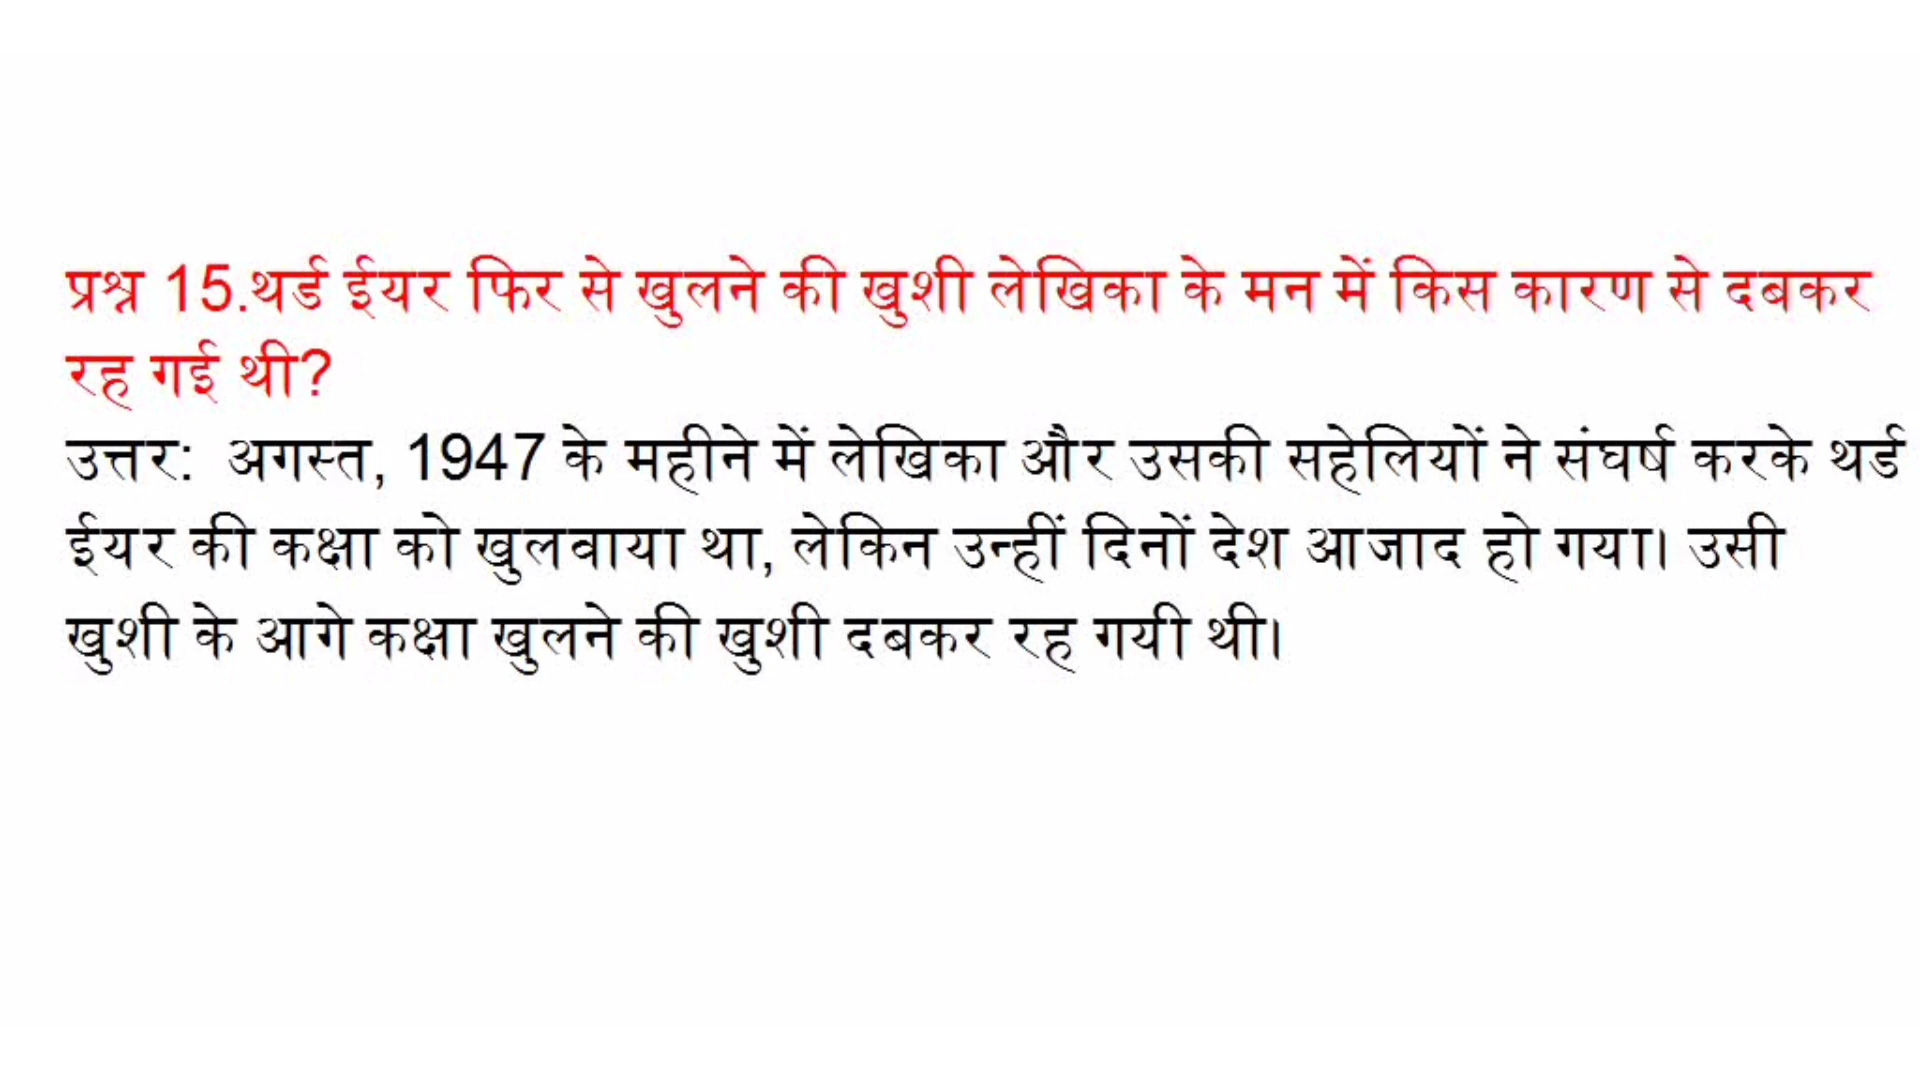 प्रश्न 15.थर्ड ईयर फिर से खुलने की खुशी लेखिका के मन में किस कारण से दबकर
रह गई थी?
उत्तर: अगस्त, 1947 के महीने में लेखिका और उसकी सहेलियों ने संघर्ष करके थर्ड
ईयर की कक्षा को खुलवाया था, लेकिन उन्हीं दिनों देश आजाद हो गया। उसी
खुशी के आगे कक्षा खुलने की खुशी दबकर रह गयी थी।